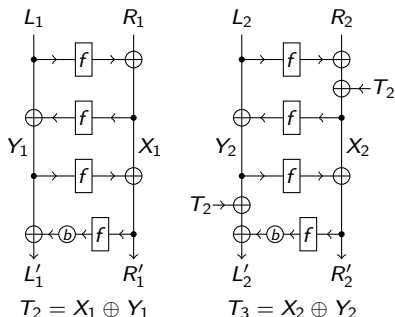 L₁ R₁ L₂ R₂
f f
T₂
f f
Y₁ X₁ Y₂ X₂
f f
T₂
b f b f
L′₁ R′₁ L′₂ R′₂
T₂ = X₁ ⊕ Y₁ T₃ = X₂ ⊕ Y₂